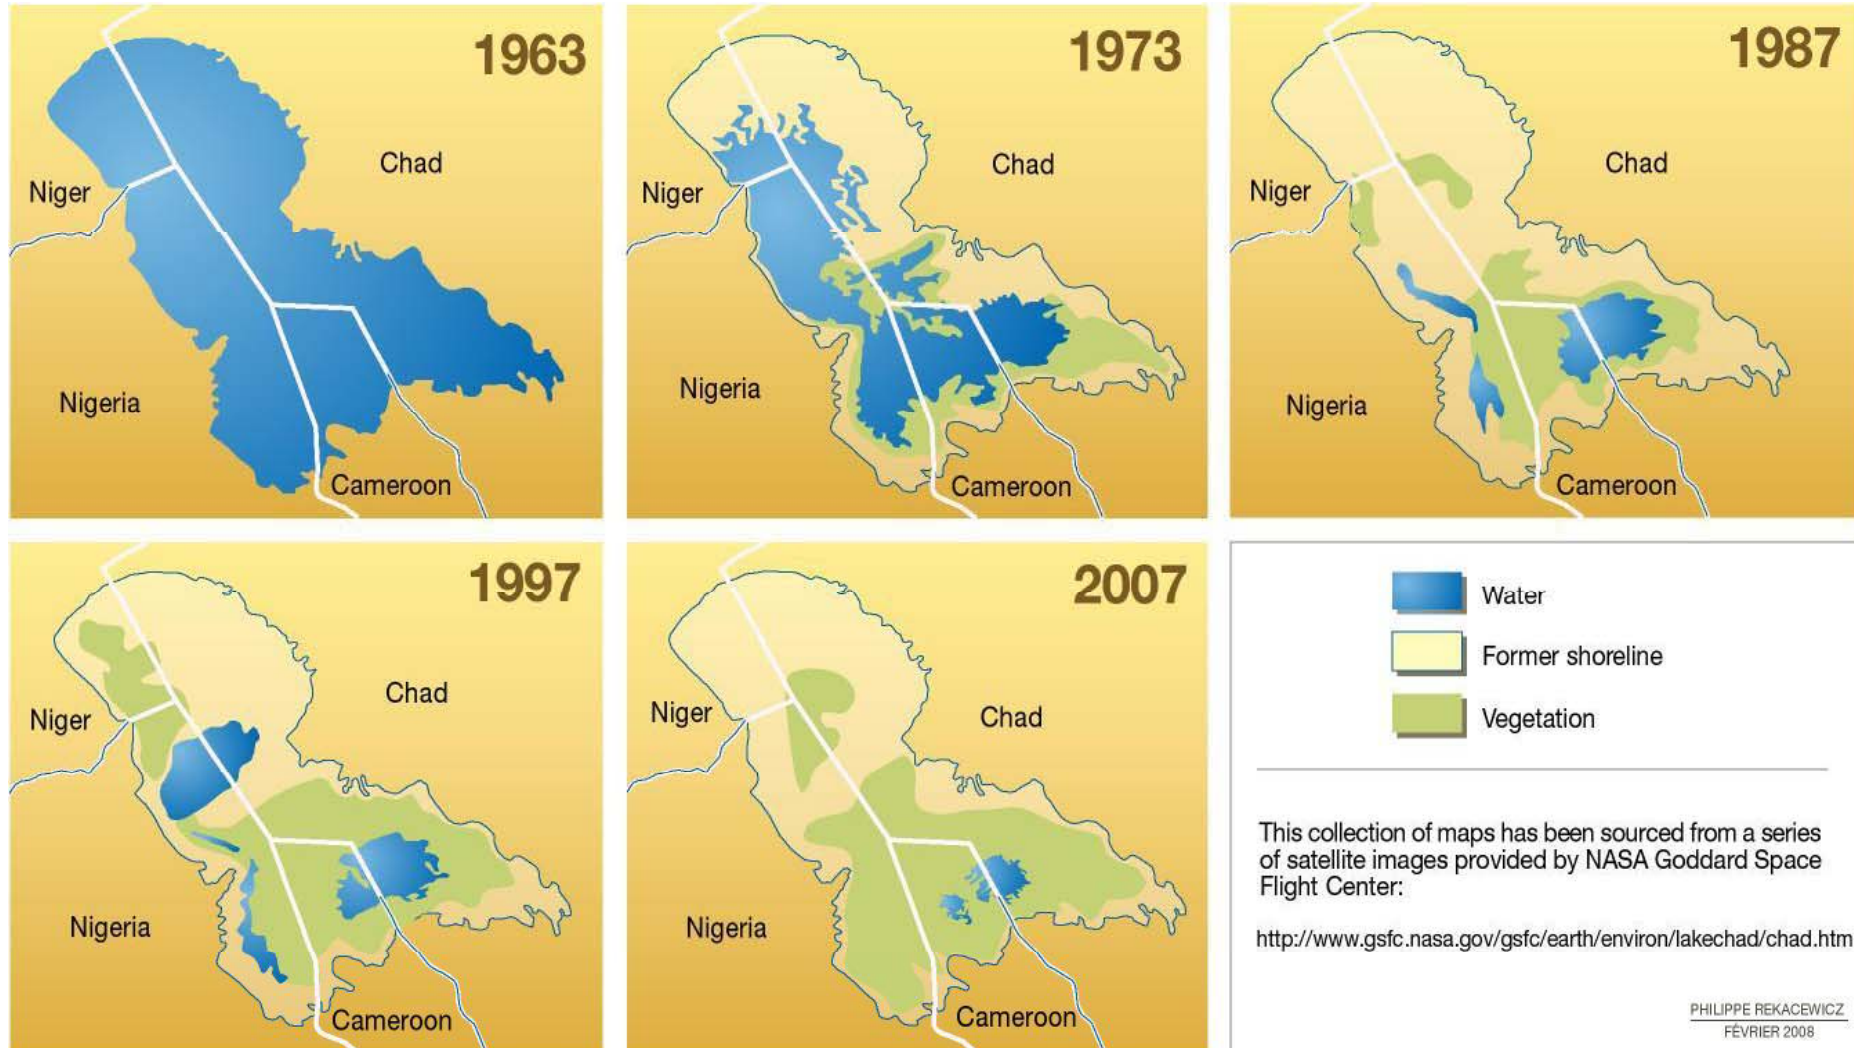 1963
Chad
Niger
Nigeria
Cameroon
1973
Chad
Niger
Nigeria
Cameroon
1987
Chad
Niger
Nigeria
Cameroon
1997
Chad
Niger
Nigeria
Cameroon
2007
Chad
Niger
Nigeria
Cameroon
Water
Former shoreline
Vegetation
This collection of maps has been sourced from a series
of satellite images provided by NASA Goddard Space
Flight Center:
http://www.gsfc.nasa.gov/gsfc/earth/environ/lakechad/chad.htm
PHILIPPE REKACEWICZ
FÉVRIER 2008